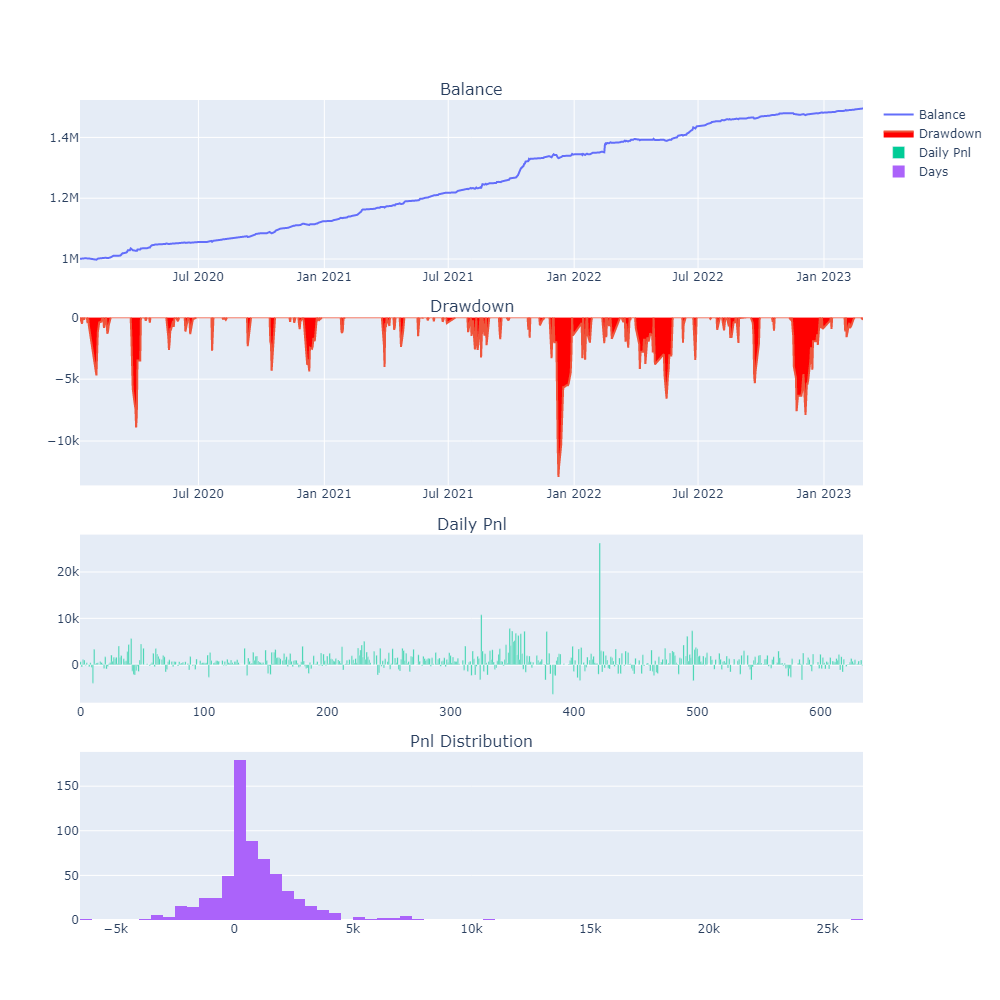 Balance
Balance
Drawdown
Daily Pnl
Days
1.4M
1.2M
1M
Jul 2020 Jan 2021 Jul 2021 Jan 2022 Jul 2022 Jan 2023
Drawdown
0
−5k
−10k
Jul 2020 Jan 2021 Jul 2021 Jan 2022 Jul 2022 Jan 2023
Daily Pnl
20k
10k
0
0 100 200 300 400 500 600
Pnl Distribution
150
100
50
0
−5k 0 5k 10k 15k 20k 25k